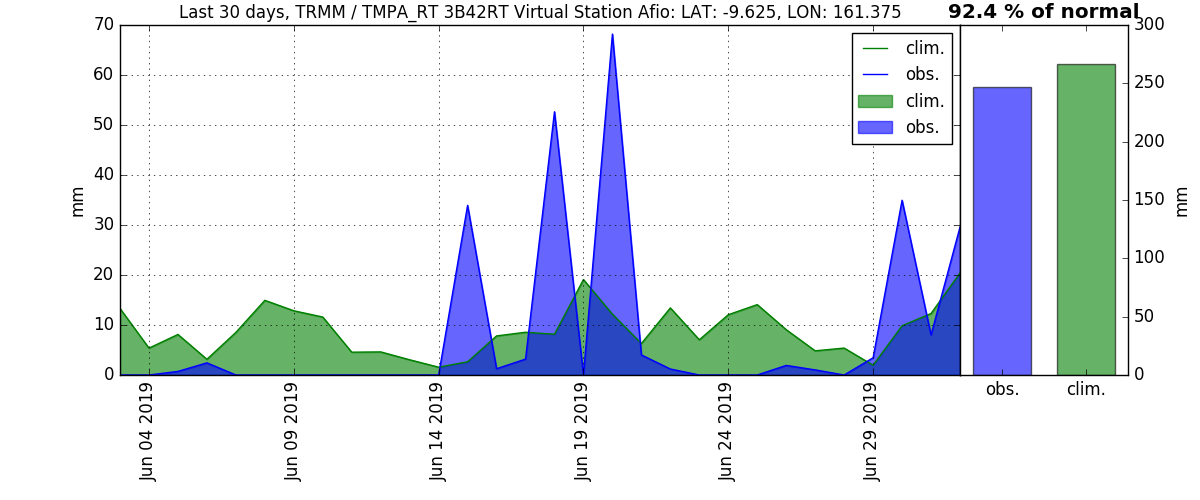 Last 30 days, TRMM / TMPA_RT 3B42RT Virtual Station Afio: LAT: -9.625, LON: 161.375
92.4 % of normal
70
60
50
40
30
20
10
0
mm
clim.
obs.
clim.
obs.
Jun 04 2019
Jun 09 2019
Jun 14 2019
Jun 19 2019
Jun 24 2019
Jun 29 2019
300
250
200
150
100
50
0
mm
obs.
clim.